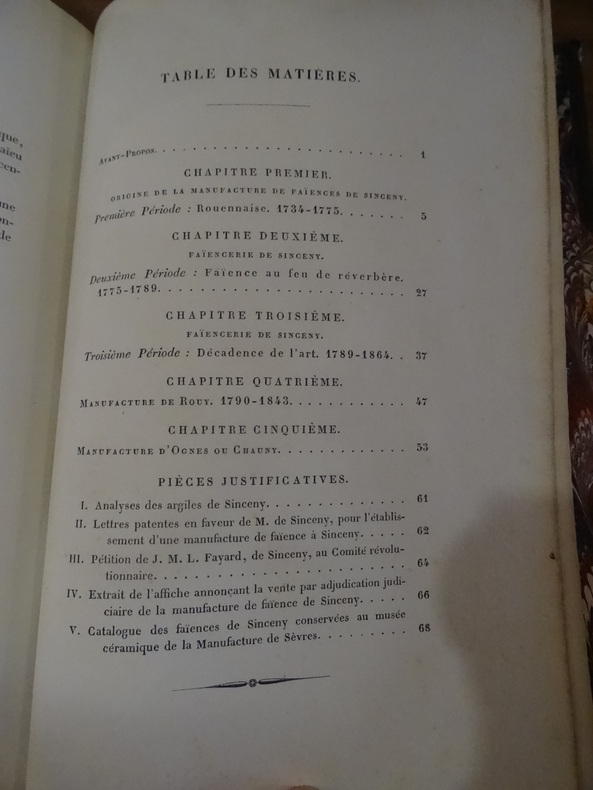 TABLE DES MATIÈRES.
AVANT-PROPOS. . . . . . . . . . . . . . . . . . . . . . . . 1
CHAPITRE PREMIER.
ORIGINE DE LA MANUFACTURE DE FAÏENCES DE SINCENY.
Première Période : Rouennaise. 1734-1775. . . . . . . 5
CHAPITRE DEUXIÈME.
FAÏENCERIE DE SINCENY.
Deuxième Période : Faïence au feu de réverbère.
1775-1789. . . . . . . . . . . . . . . . . . . . . . . . 27
CHAPITRE TROISIÈME.
FAÏENCERIE DE SINCENY.
Troisième Période : Décadence de l'art. 1789-1864. . 37
CHAPITRE QUATRIÈME.
MANUFACTURE DE ROUY. 1790-1843. . . . . . . . . . . . 47
CHAPITRE CINQUIÈME.
MANUFACTURE D'OGNES OU CHAUNY. . . . . . . . . . . . . 53
PIÈCES JUSTIFICATIVES.
I. Analyses des argiles de Sinceny. . . . . . . . . . . . . . 61
II. Lettres patentes en faveur de M. de Sinceny, pour l'établis-
sement d'une manufacture de faïence à Sinceny. . . . . 62
III. Pétition de J. M. L. Fayard, de Sinceny, au Comité révolu-
tionnaire. . . . . . . . . . . . . . . . . . . . . . . . . 64
IV. Extrait de l'affiche annonçant la vente par adjudication judi-
ciaire de la manufacture de faïence de Sinceny. . . . . 66
V. Catalogue des faïences de Sinceny conservées au musée
céramique de la Manufacture de Sèvres. . . . . . . . . 68
que,
aïeu
cen-
ne
on-
de